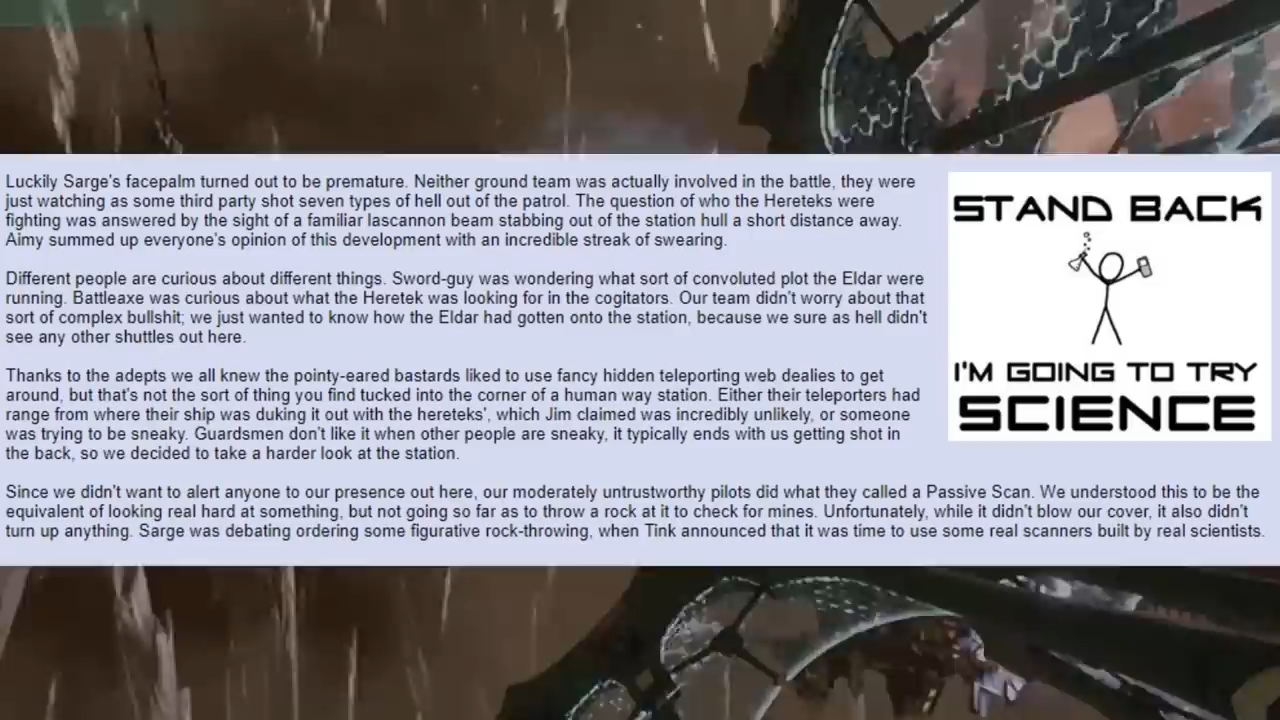 Luckily Sarge's facepalm turned out to be premature. Neither ground team was actually involved in the battle, they were
just watching as some third party shot seven types of hell out of the patrol. The question of who the Hereteks were
fighting was answered by the sight of a familiar lascannon beam stabbing out of the station hull a short distance away.
Aimy summed up everyone's opinion of this development with an incredible streak of swearing.
Different people are curious about different things. Sword-guy was wondering what sort of convoluted plot the Eldar were
running. Battleaxe was curious about what the Heretek was looking for in the cogitators. Our team didn't worry about that
sort of complex bullshit; we just wanted to know how the Eldar had gotten onto the station, because we sure as hell didn't
see any other shuttles out here.
Thanks to the adepts we all knew the pointy-eared bastards liked to use fancy hidden teleporting web dealies to get
around, but that's not the sort of thing you find tucked into the corner of a human way station. Either their teleporters had
range from where their ship was duking it out with the hereteks', which Jim claimed was incredibly unlikely, or someone
was trying to be sneaky. Guardsmen don't like it when other people are sneaky, it typically ends with us getting shot in
the back, so we decided to take a harder look at the station.
Since we didn't want to alert anyone to our presence out here, our moderately untrustworthy pilots did what they called a Passive Scan. We understood this to be the
equivalent of looking real hard at something, but not going so far as to throw a rock at it to check for mines. Unfortunately, while it didn't blow our cover, it also didn't
turn up anything. Sarge was debating ordering some figurative rock-throwing, when Tink announced that it was time to use some real scanners built by real scientists.
STAND BACK
I'M GOING TO TRY
SCIENCE